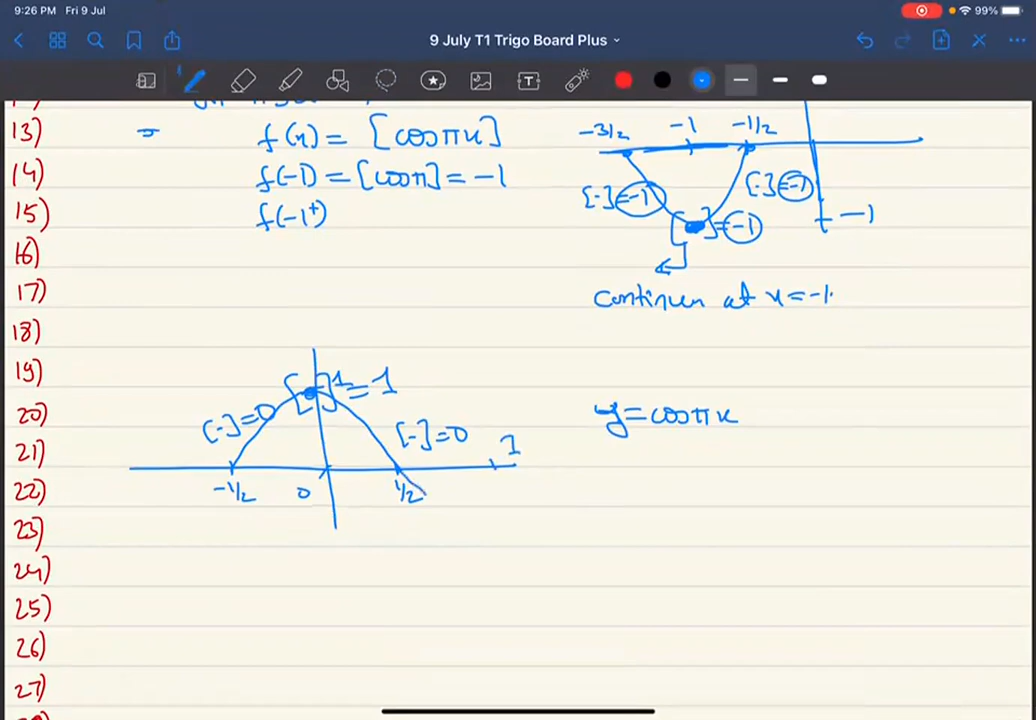 9:26 PM Fri 9 Jul
99%
9 July T1 Trigo Board Plus
13) = f(x) = [cosπx]
14) f(-1) = [cosπ] = -1
15) f(-1⁺)
16)
17)
18)
19)
20)
21)
22)
23)
24)
25)
26)
27)
-3/2 -1 -1/2
[-]=-1 [-]=-1
[ ]=-1 -1
continuen at x=-1
[ ] 1 = 1
[-]=0 [-]=0 1
-1/2 0 1/2
y=cosπx